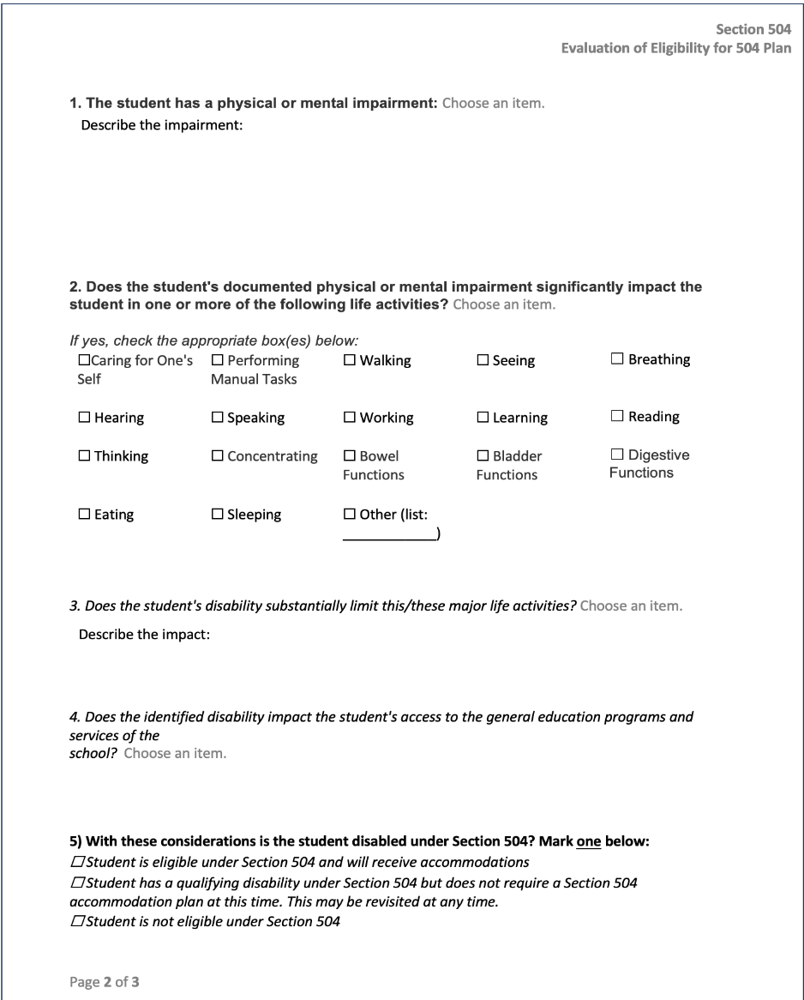 Section 504
Evaluation of Eligibility for 504 Plan
1. The student has a physical or mental impairment: Choose an item.
Describe the impairment:
2. Does the student's documented physical or mental impairment significantly impact the
student in one or more of the following life activities? Choose an item.
If yes, check the appropriate box(es) below:
☐Caring for One's ☐ Performing ☐ Walking ☐ Seeing ☐ Breathing
Self Manual Tasks
☐ Hearing ☐ Speaking ☐ Working ☐ Learning ☐ Reading
☐ Thinking ☐ Concentrating ☐ Bowel ☐ Bladder ☐ Digestive
Functions Functions Functions
☐ Eating ☐ Sleeping ☐ Other (list:
____________)
3. Does the student's disability substantially limit this/these major life activities? Choose an item.
Describe the impact:
4. Does the identified disability impact the student's access to the general education programs and
services of the
school? Choose an item.
5) With these considerations is the student disabled under Section 504? Mark one below:
☐Student is eligible under Section 504 and will receive accommodations
☐Student has a qualifying disability under Section 504 but does not require a Section 504
accommodation plan at this time. This may be revisited at any time.
☐Student is not eligible under Section 504
Page 2 of 3